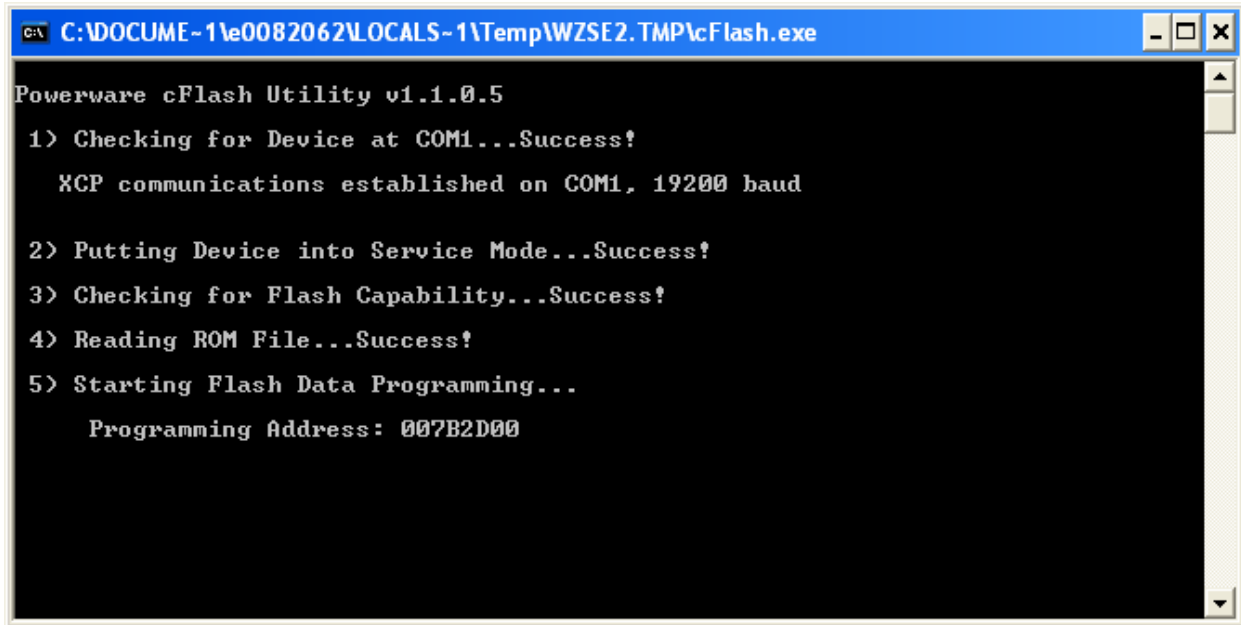 C:\DOCUME~1\e0082062\LOCALS~1\Temp\WZSE2.TMP\cFlash.exe
Powerware cFlash Utility v1.1.0.5
1) Checking for Device at COM1...Success!
XCP communications established on COM1, 19200 baud
2) Putting Device into Service Mode...Success!
3) Checking for Flash Capability...Success!
4) Reading ROM File...Success!
5) Starting Flash Data Programming...
Programming Address: 007B2D00